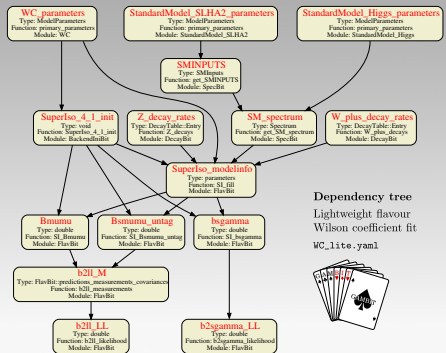 WC_parameters
Type: ModelParameters
Function: primary_parameters
Module: WC
StandardModel_SLHA2_parameters
Type: ModelParameters
Function: primary_parameters
Module: StandardModel_SLHA2
StandardModel_Higgs_parameters
Type: ModelParameters
Function: primary_parameters
Module: StandardModel_Higgs
SMINPUTS
Type: SMInputs
Function: get_SMINPUTS
Module: SpecBit
SuperIso_4_1_init
Type: void
Function: SuperIso_4_1_init
Module: BackendIniBit
Z_decay_rates
Type: DecayTable::Entry
Function: Z_decays
Module: DecayBit
SM_spectrum
Type: Spectrum
Function: get_SM_spectrum
Module: SpecBit
W_plus_decay_rates
Type: DecayTable::Entry
Function: W_plus_decays
Module: DecayBit
SuperIso_modelinfo
Type: parameters
Function: SI_fill
Module: FlavBit
Bmumu
Type: double
Function: SI_Bmumu
Module: FlavBit
Bsmumu_untag
Type: double
Function: SI_Bsmumu_untag
Module: FlavBit
bsgamma
Type: double
Function: SI_bsgamma
Module: FlavBit
Dependency tree
Lightweight flavour
Wilson coefficient fit
WC_lite.yaml
b2ll_M
Type: FlavBit::predictions_measurements_covariances
Function: b2ll_measurements
Module: FlavBit
GAMBIT
b2ll_LL
Type: double
Function: b2ll_likelihood
Module: FlavBit
b2sgamma_LL
Type: double
Function: b2sgamma_likelihood
Module: FlavBit